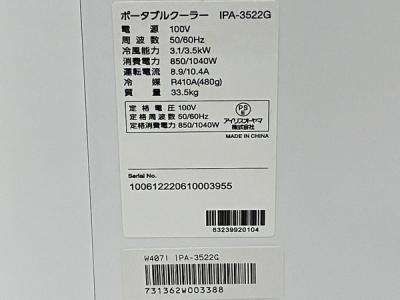 ポータブルクーラー IPA-3522G
電源 100V
周波数 50/60Hz
冷風能力 3.1/3.5kW
消費電力 850/1040W
運転電流 8.9/10.4A
冷媒 R410A(480g)
質量 33.5kg
定格電圧 100V
定格周波数 50/60Hz
定格消費電力 850/1040W
PSE
アイリスオーヤマ
株式会社
MADE IN CHINA
Serial No.
100612220610003955
63239920104
W4071 IPA-3522G
731362W003388